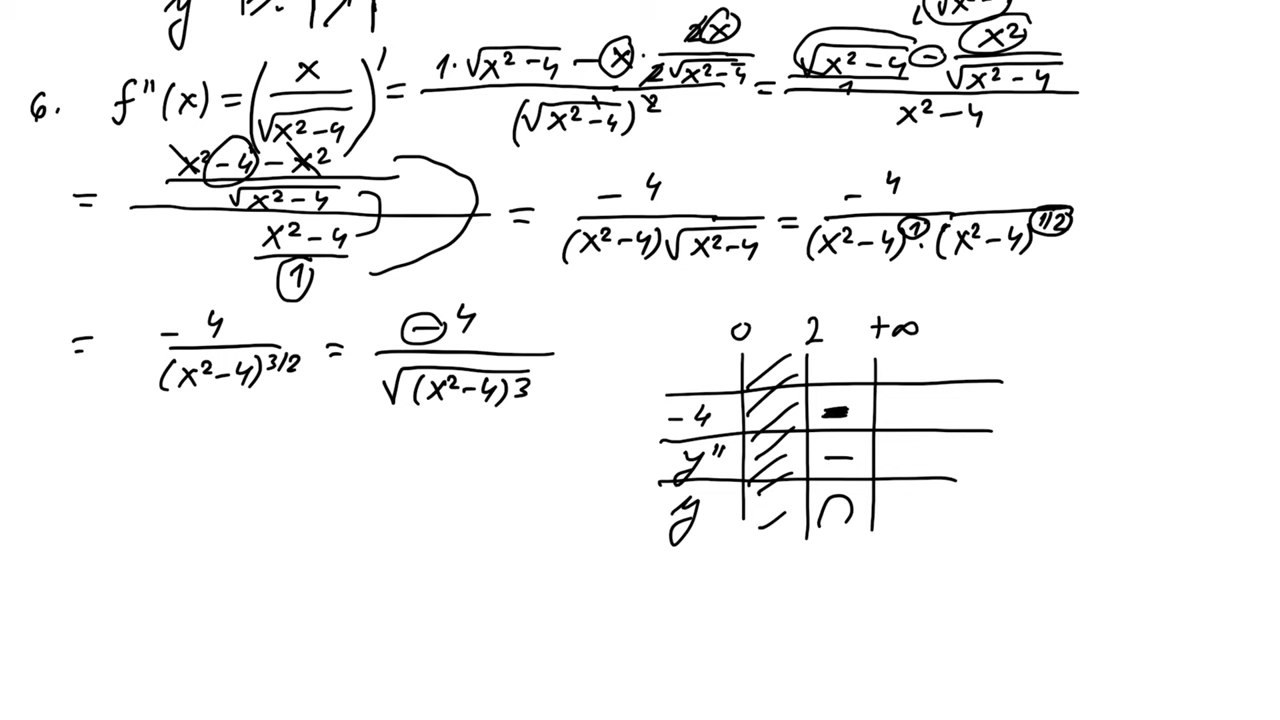 6. f''(x) = (x/√(x²-4))' = (1·√(x²-4) - x · 2x/(2√(x²-4)))/(√(x²-4))² = (√(x²-4)/1 - x²/√(x²-4))/(x²-4)
= ((x²-4-x²)/√(x²-4))/((x²-4)/1) = -4/((x²-4)√(x²-4)) = -4/((x²-4)^1 · (x²-4)^(1/2))
= -4/(x²-4)^(3/2) = -4/√((x²-4)3)
0 2 +∞
-4 -
y'' -
y ∩